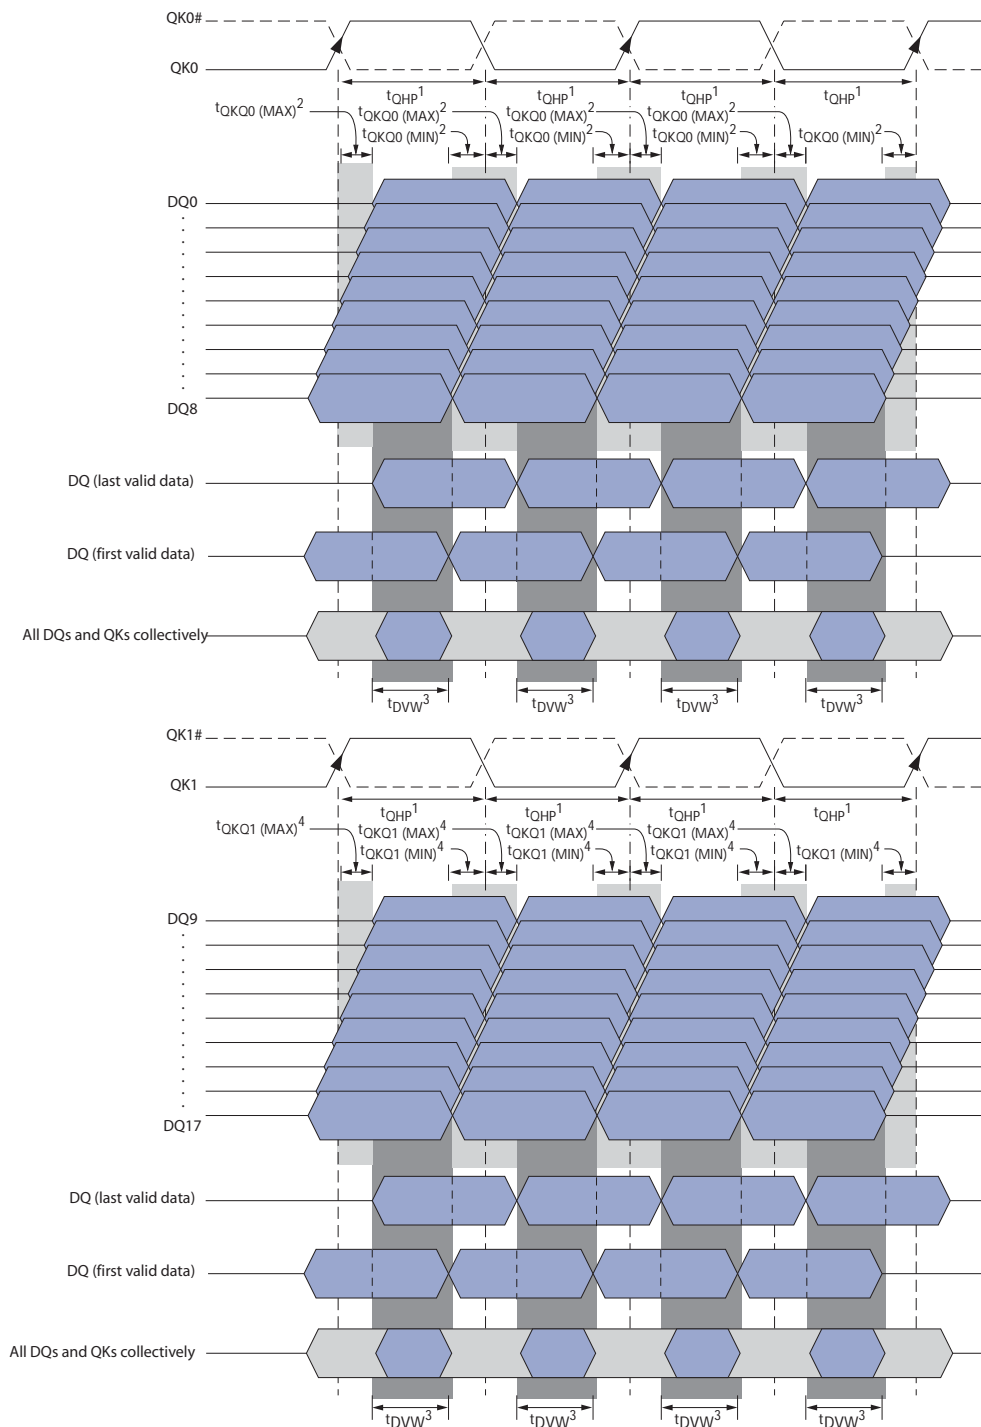 QK0#
QK0
tQHP1 tQHP1 tQHP1 tQHP1
tQKQ0 (MAX)2 tQKQ0 (MAX)2 tQKQ0 (MAX)2 tQKQ0 (MAX)2
tQKQ0 (MIN)2 tQKQ0 (MIN)2 tQKQ0 (MIN)2 tQKQ0 (MIN)2
DQ0
DQ8
DQ (last valid data)
DQ (first valid data)
All DQs and QKs collectively
tDVW3 tDVW3 tDVW3 tDVW3
QK1#
QK1
tQHP1 tQHP1 tQHP1 tQHP1
tQKQ1 (MAX)4 tQKQ1 (MAX)4 tQKQ1 (MAX)4 tQKQ1 (MAX)4
tQKQ1 (MIN)4 tQKQ1 (MIN)4 tQKQ1 (MIN)4 tQKQ1 (MIN)4
DQ9
DQ17
DQ (last valid data)
DQ (first valid data)
All DQs and QKs collectively
tDVW3 tDVW3 tDVW3 tDVW3